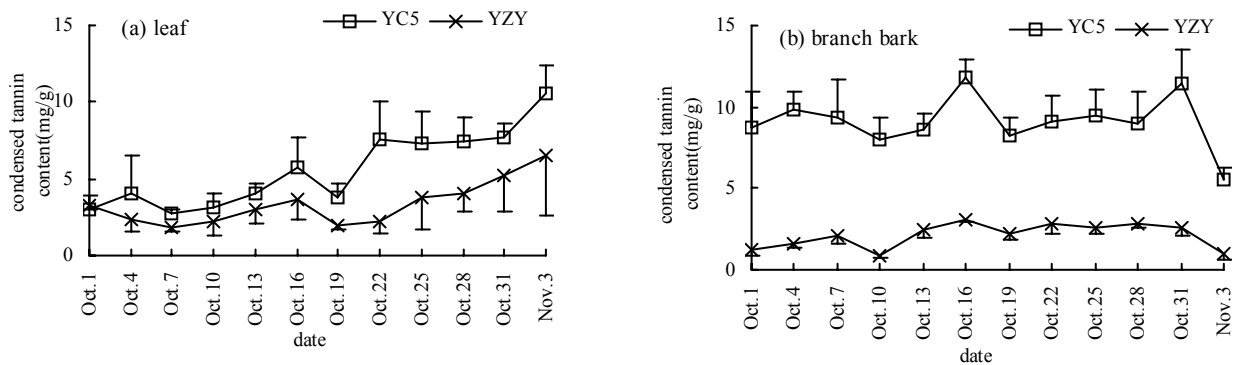 (a) leaf
YC5 YZY
15
10
5
0
condensed tannin
content(mg/g)
Oct.1
Oct.4
Oct.7
Oct.10
Oct.13
Oct.16
Oct.19
Oct.22
Oct.25
Oct.28
Oct.31
Nov.3
date
(b) branch bark
YC5 YZY
15
10
5
0
condensed tannin
content(mg/g)
Oct.1
Oct.4
Oct.7
Oct.10
Oct.13
Oct.16
Oct.19
Oct.22
Oct.25
Oct.28
Oct.31
Nov.3
date